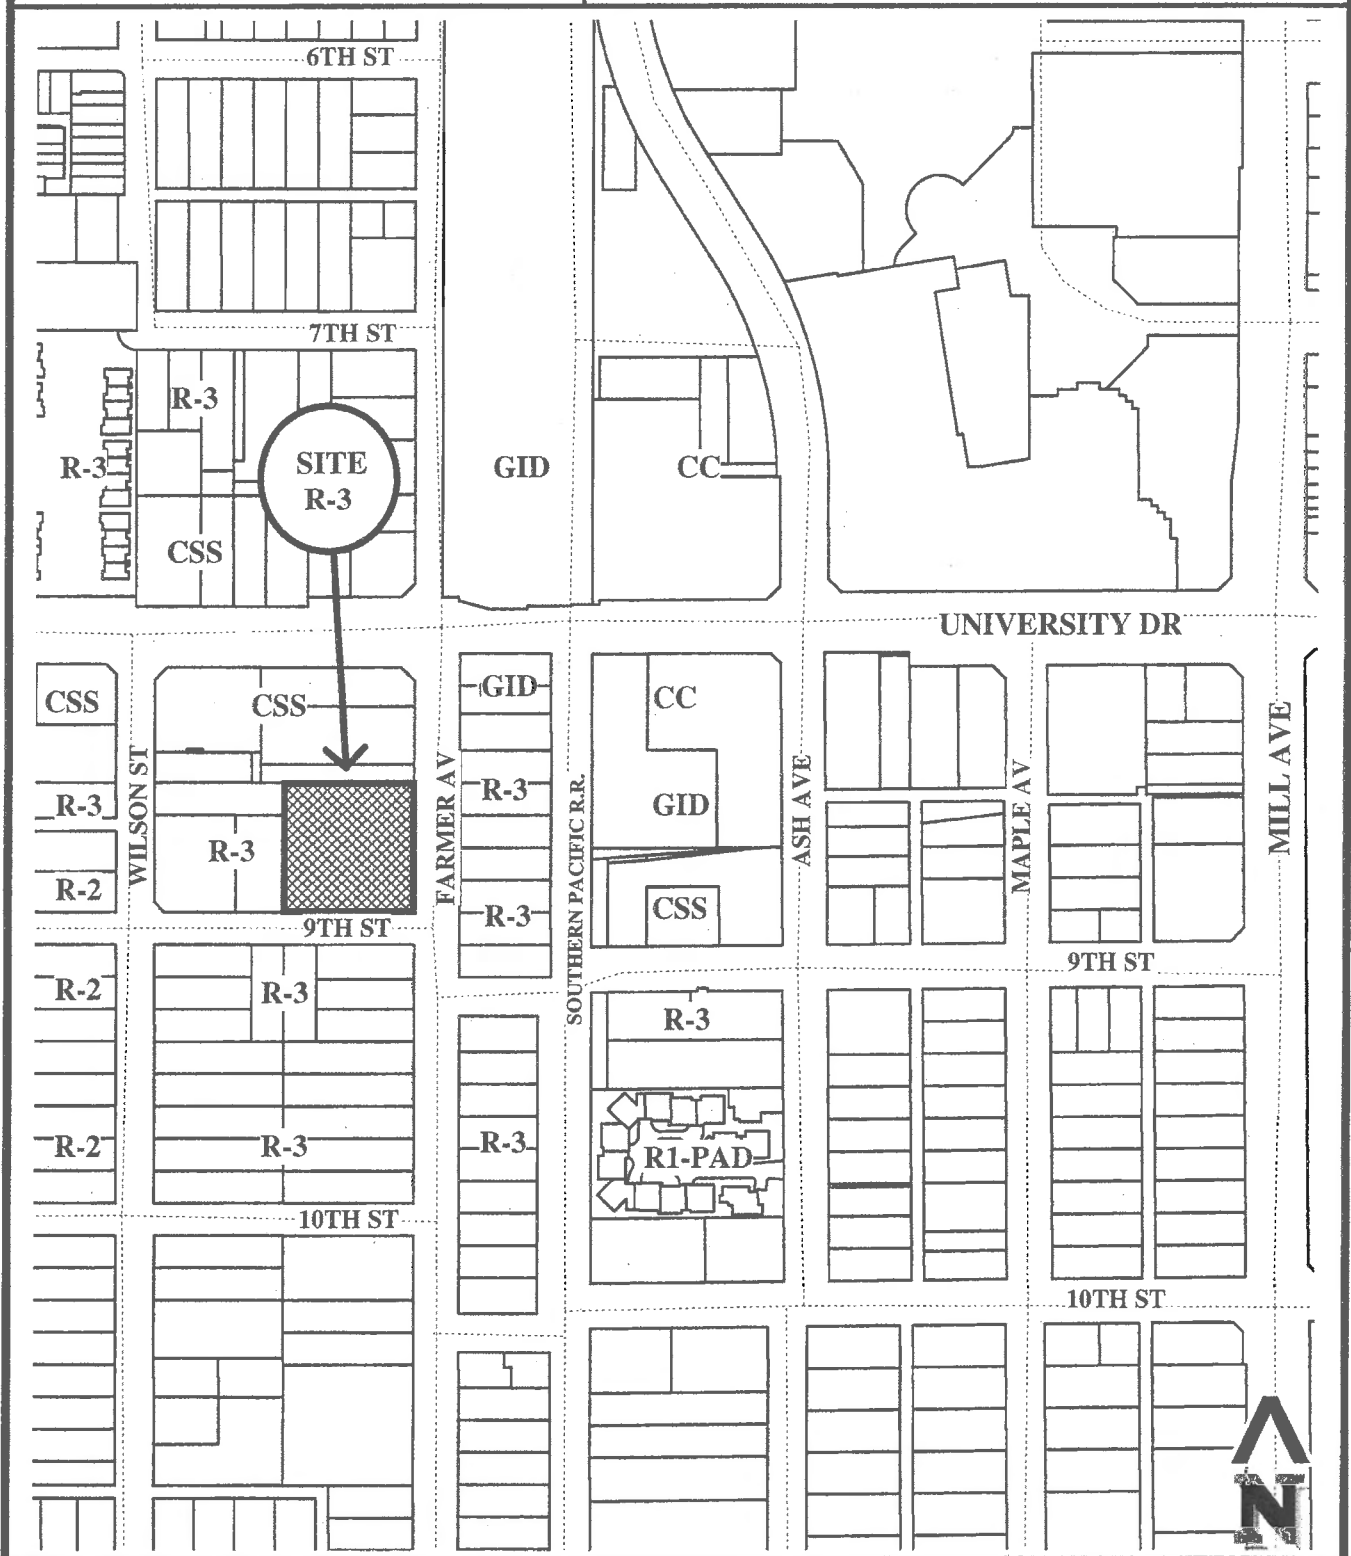 6TH ST
7TH ST
R-3
SITE
R-3
R-3
GID
CC
CSS
UNIVERSITY DR
CSS
CSS
GID
CC
WILSON ST
FARMER AV
SOUTHERN PACIFIC R.R.
ASH AVE
MAPLE AV
MILL AVE
R-3
R-3
GID
R-3
R-2
R-3
CSS
9TH ST
9TH ST
R-2
R-3
R-3
R-2
R-3
R-3
R1-PAD
10TH ST
10TH ST
N